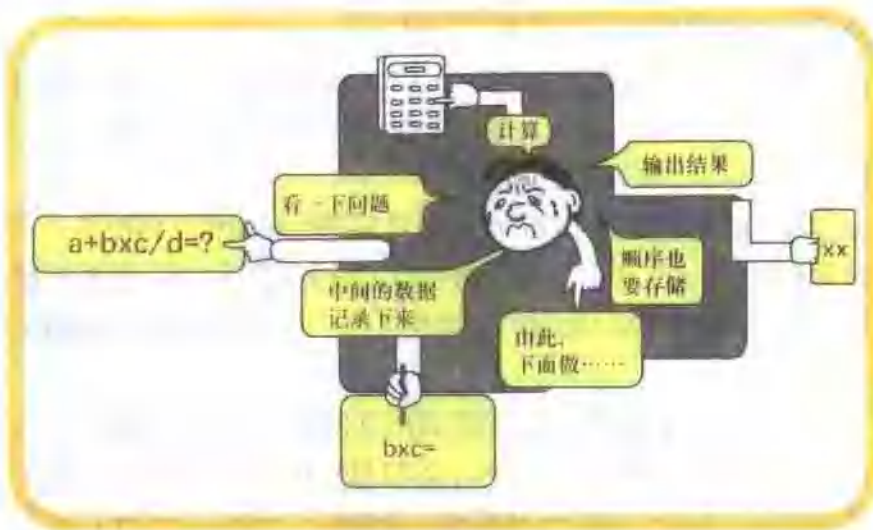 计算
输出结果
看一下问题
a+bxc/d=?
xx
顺序也
要存储
中间的数据
记录下来
由此,
下面做……
bxc=